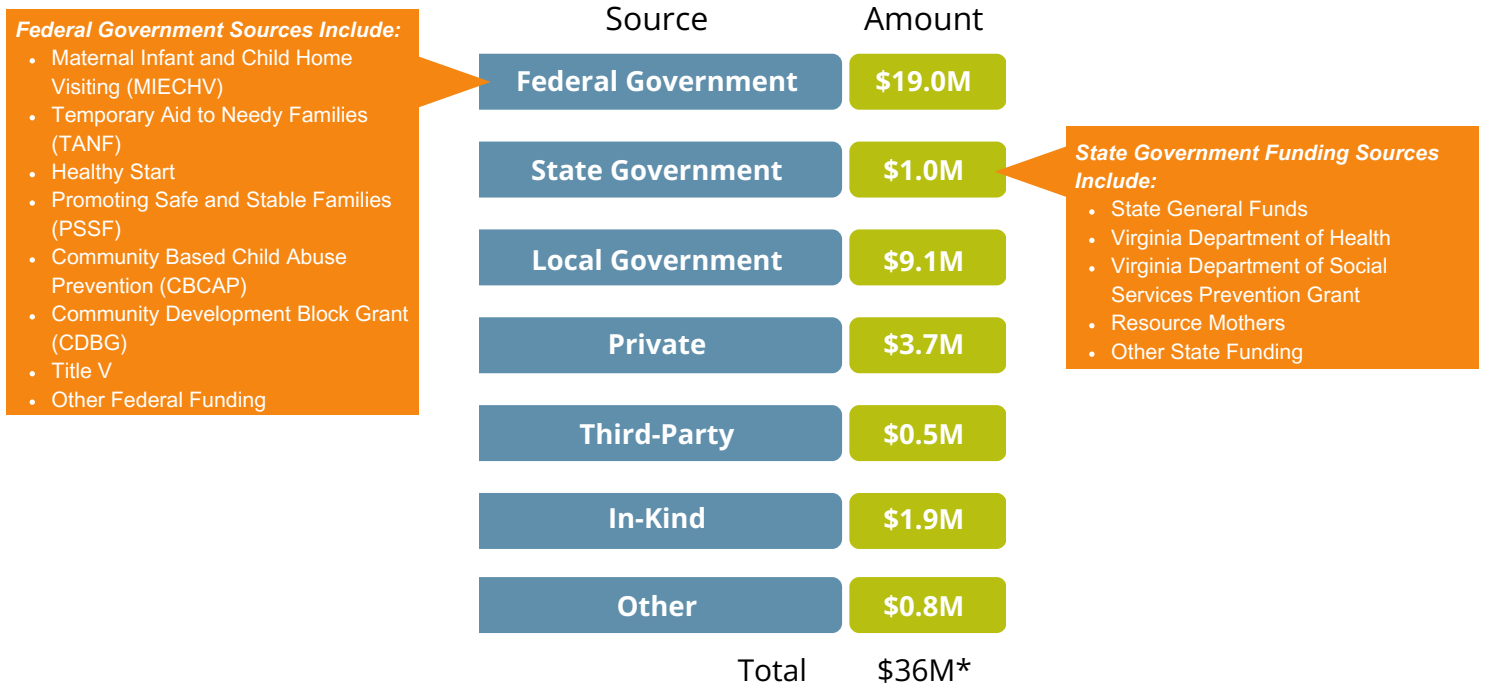 Federal Government Sources Include:
• Maternal Infant and Child Home
Visiting (MIECHV)
• Temporary Aid to Needy Families
(TANF)
• Healthy Start
• Promoting Safe and Stable Families
(PSSF)
• Community Based Child Abuse
Prevention (CBCAP)
• Community Development Block Grant
(CDBG)
• Title V
• Other Federal Funding
Source Amount
Federal Government $19.0M
State Government $1.0M
Local Government $9.1M
Private $3.7M
Third-Party $0.5M
In-Kind $1.9M
Other $0.8M
Total $36M*
State Government Funding Sources
Include:
• State General Funds
• Virginia Department of Health
• Virginia Department of Social
Services Prevention Grant
• Resource Mothers
• Other State Funding